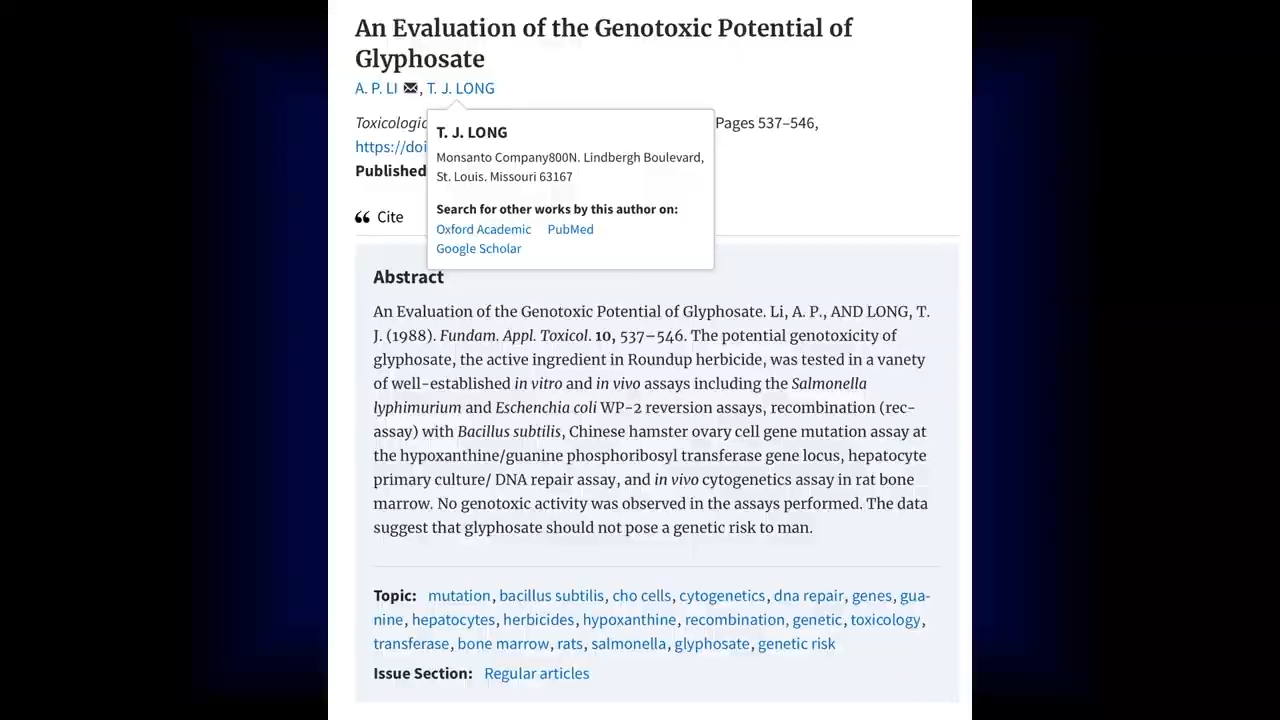 An Evaluation of the Genotoxic Potential of
Glyphosate
A. P. LI , T. J. LONG
Toxicologic Pages 537–546,
https://doi
Published
T. J. LONG
Monsanto Company800N. Lindbergh Boulevard,
St. Louis. Missouri 63167
Search for other works by this author on:
Oxford Academic PubMed
Google Scholar
Cite
Abstract
An Evaluation of the Genotoxic Potential of Glyphosate. Li, A. P., AND LONG, T.
J. (1988). Fundam. Appl. Toxicol. 10, 537–546. The potential genotoxicity of
glyphosate, the active ingredient in Roundup herbicide, was tested in a vanety
of well-established in vitro and in vivo assays including the Salmonella
lyphimurium and Eschenchia coli WP-2 reversion assays, recombination (rec-
assay) with Bacillus subtilis, Chinese hamster ovary cell gene mutation assay at
the hypoxanthine/guanine phosphoribosyl transferase gene locus, hepatocyte
primary culture/ DNA repair assay, and in vivo cytogenetics assay in rat bone
marrow. No genotoxic activity was observed in the assays performed. The data
suggest that glyphosate should not pose a genetic risk to man.
Topic: mutation, bacillus subtilis, cho cells, cytogenetics, dna repair, genes, gua-
nine, hepatocytes, herbicides, hypoxanthine, recombination, genetic, toxicology,
transferase, bone marrow, rats, salmonella, glyphosate, genetic risk
Issue Section: Regular articles